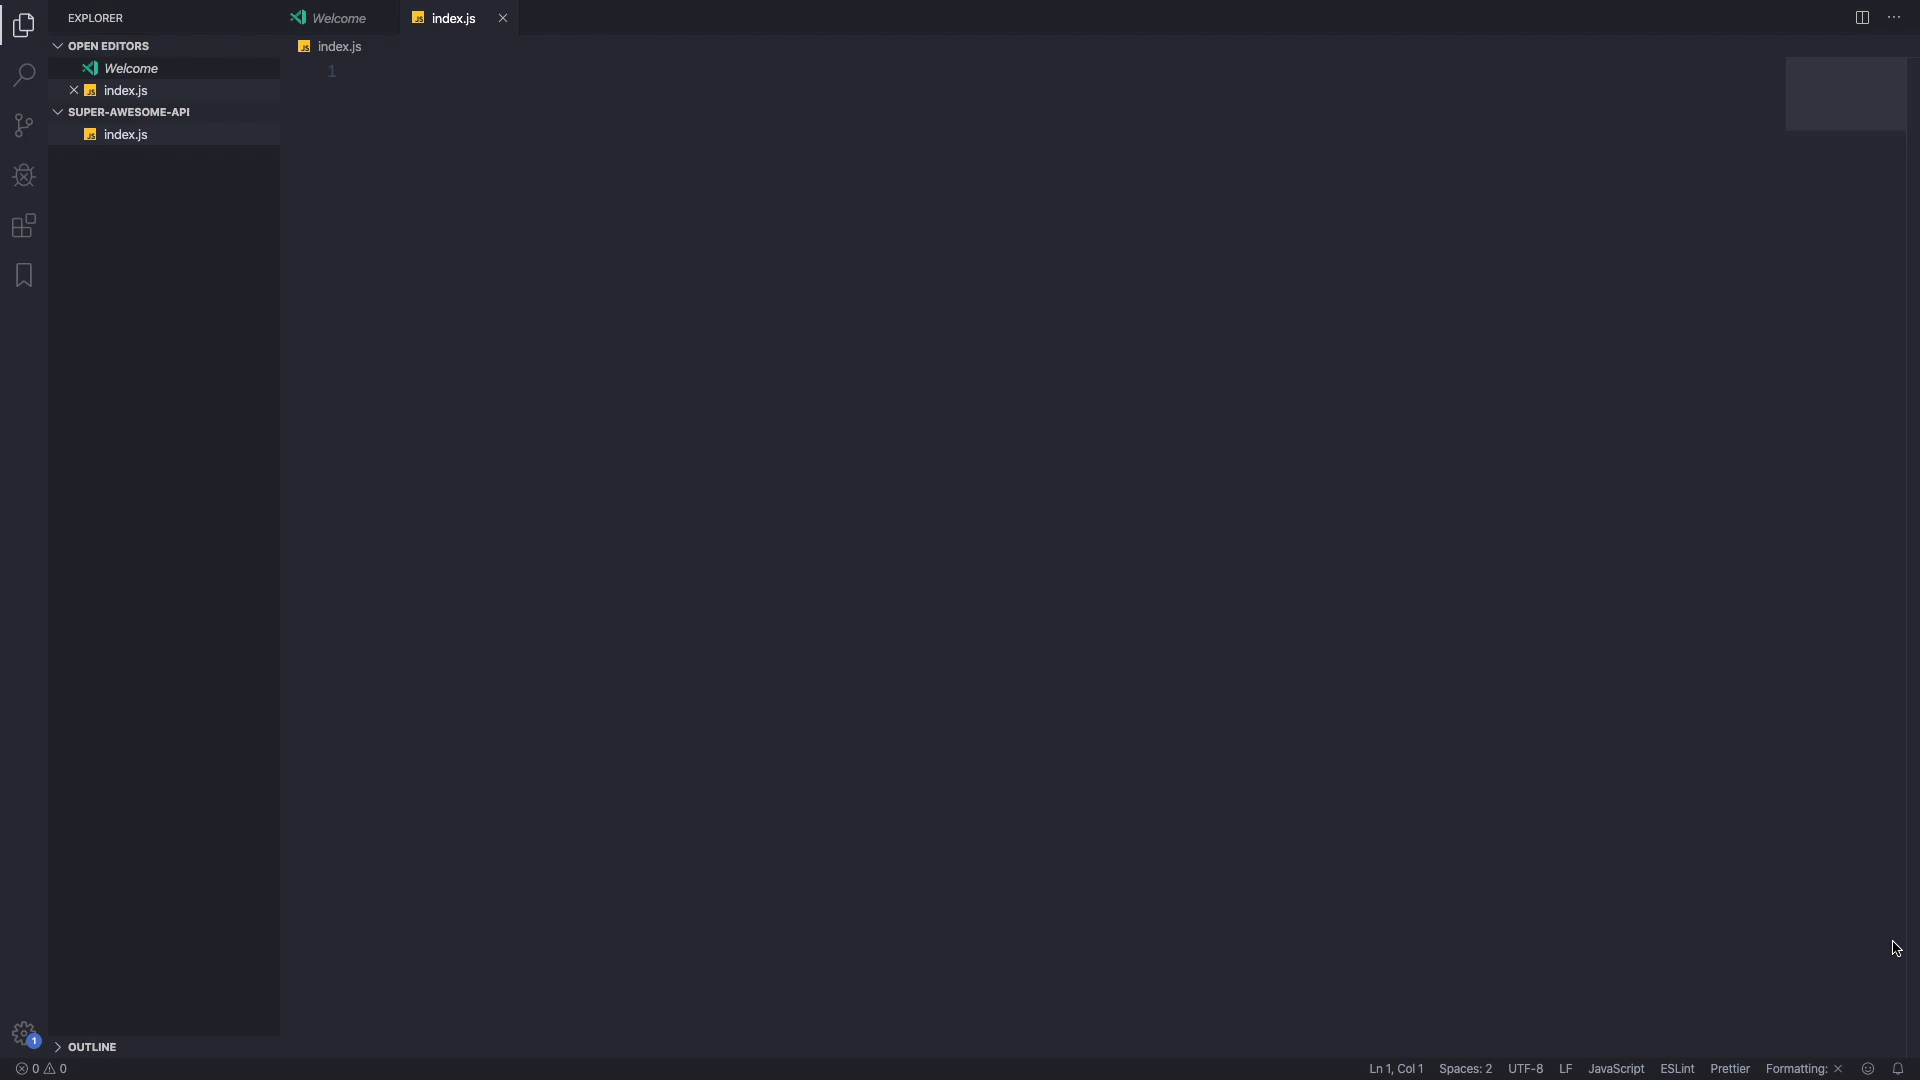 EXPLORER
Welcome
index.js
OPEN EDITORS
index.js
Welcome
1
index.js
SUPER-AWESOME-API
index.js
1
OUTLINE
0 0
Ln 1, Col 1 Spaces: 2 UTF-8 LF JavaScript ESLint Prettier Formatting: ×